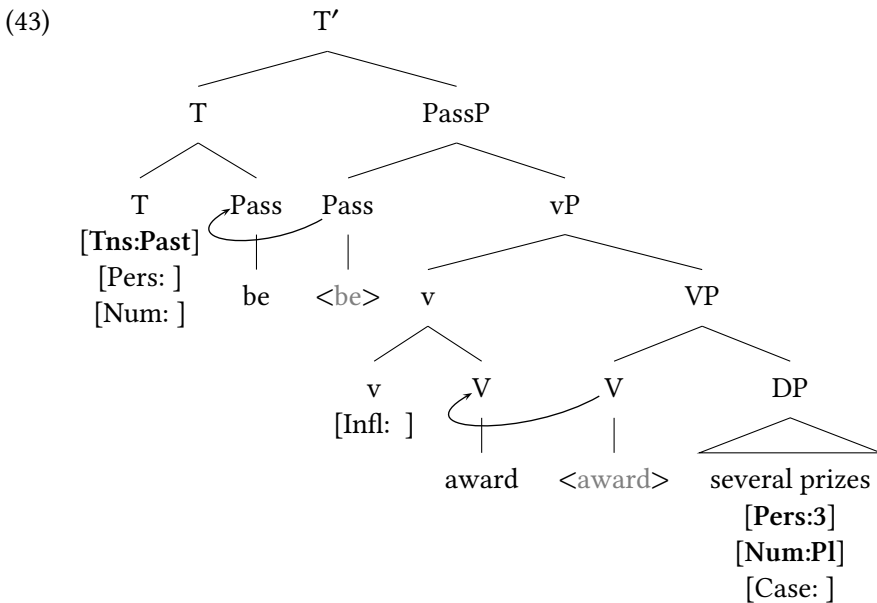 (43) T′
T PassP
T Pass Pass vP
[Tns:Past]
[Pers: ] be <be> v VP
[Num: ]
v V V DP
[Infl: ]
award <award> several prizes
[Pers:3]
[Num:Pl]
[Case: ]